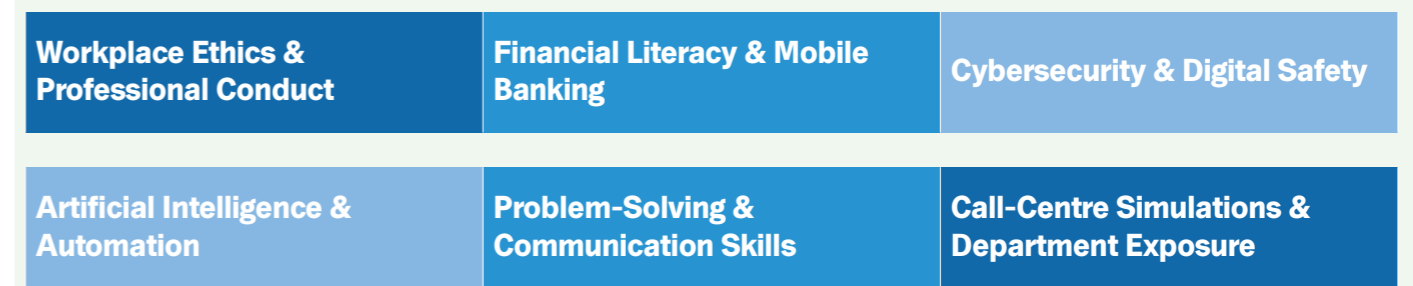 Workplace Ethics &
Professional Conduct
Financial Literacy & Mobile
Banking
Cybersecurity & Digital Safety
Artificial Intelligence &
Automation
Problem-Solving &
Communication Skills
Call-Centre Simulations &
Department Exposure